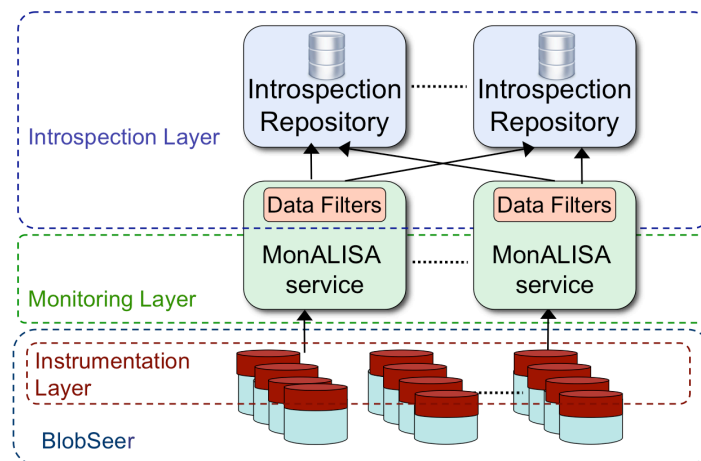 Introspection
Repository
Introspection
Repository
Introspection Layer
Data Filters
Data Filters
MonALISA
service
MonALISA
service
Monitoring Layer
Instrumentation
Layer
BlobSeer